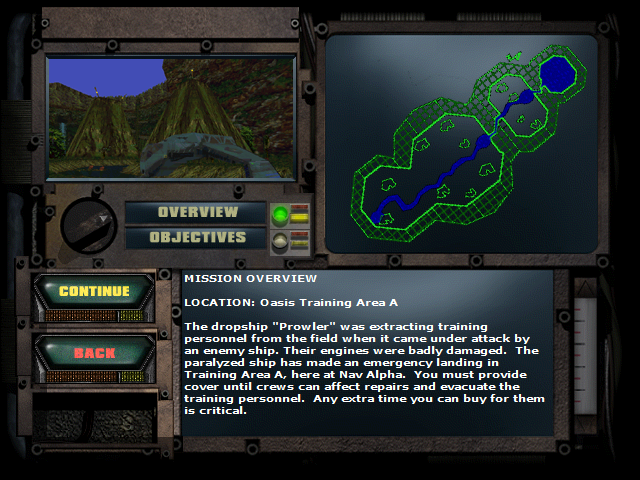 OVERVIEW
OBJECTIVES
CONTINUE
BACK
MISSION OVERVIEW
LOCATION: Oasis Training Area A
The dropship "Prowler" was extracting training
personnel from the field when it came under attack by
an enemy ship. Their engines were badly damaged.  The
paralyzed ship has made an emergency landing in
Training Area A, here at Nav Alpha.  You must provide
cover until crews can affect repairs and evacuate the
training personnel.  Any extra time you can buy for them
is critical.